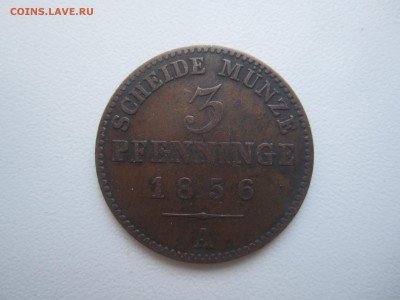 COINS.LAVE.RU
SCHEIDE MÜNZE
3
PFENNINGE
1856
A